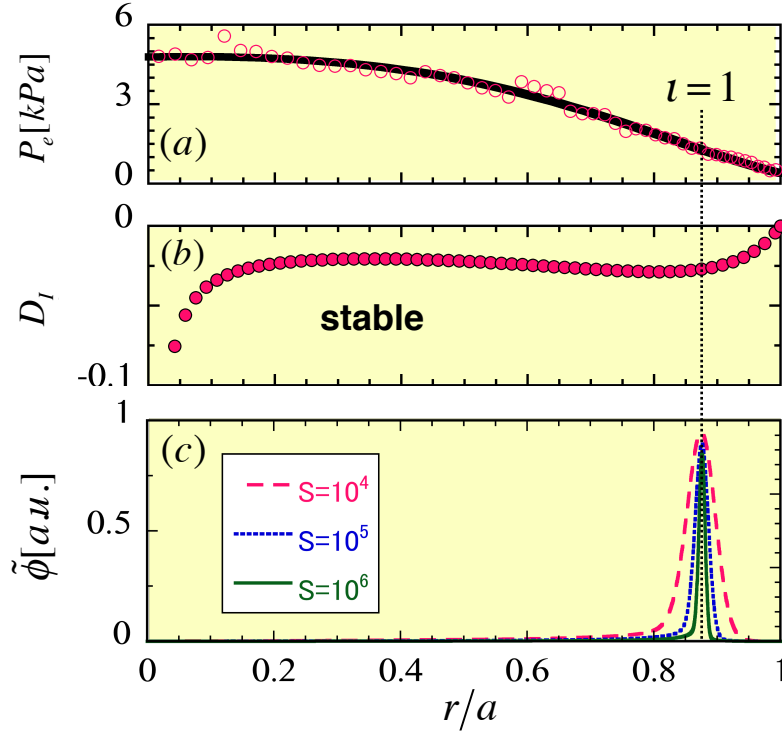 6
3
0
P_e[kPa]
(a)
ι=1
0
-0.1
D_I
(b)
stable
1
0.5
0
ϕ̃[a.u.]
(c)
S=10^4
S=10^5
S=10^6
0 0.2 0.4 0.6 0.8 1
r/a